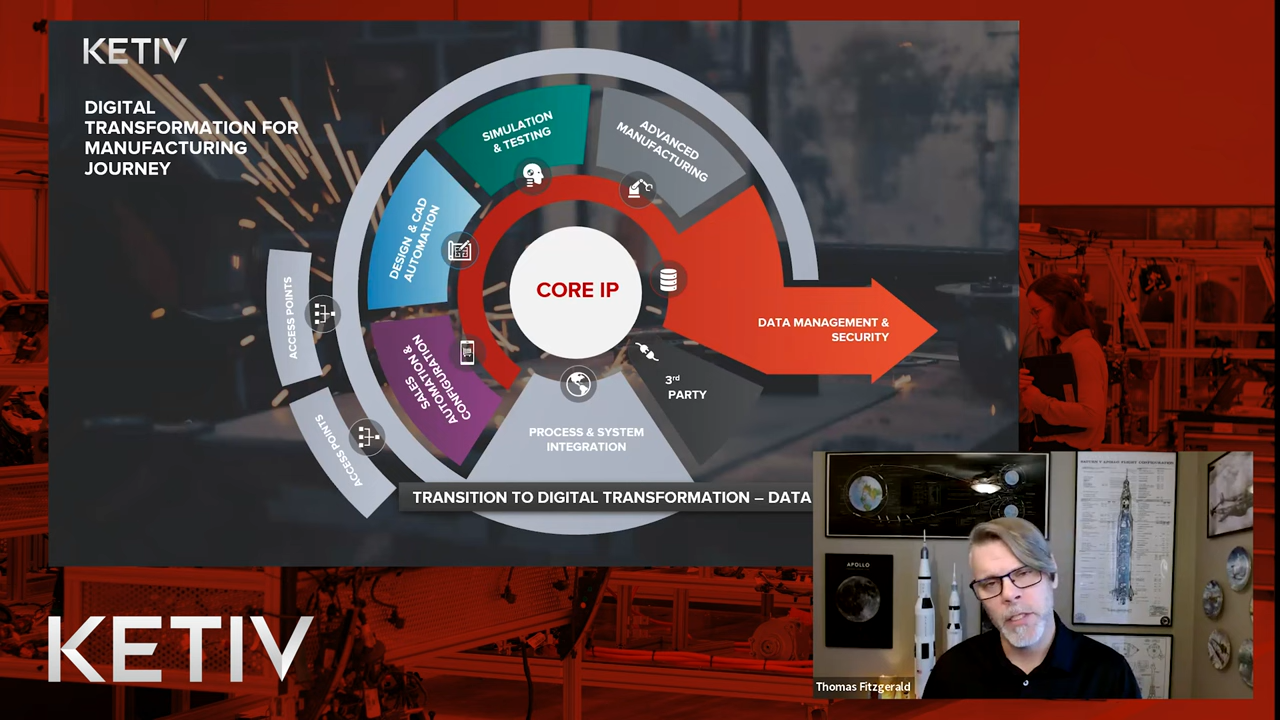 KETIV
DIGITAL
TRANSFORMATION FOR
MANUFACTURING
JOURNEY
SIMULATION
& TESTING
ADVANCED
MANUFACTURING
DESIGN & CAD
AUTOMATION
SALES
AUTOMATION &
CONFIGURATION
ACCESS POINTS
ACCESS POINTS
CORE IP
DATA MANAGEMENT &
SECURITY
3rd
PARTY
PROCESS & SYSTEM
INTEGRATION
TRANSITION TO DIGITAL TRANSFORMATION – DATA
KETIV
APOLLO
Thomas Fitzgerald